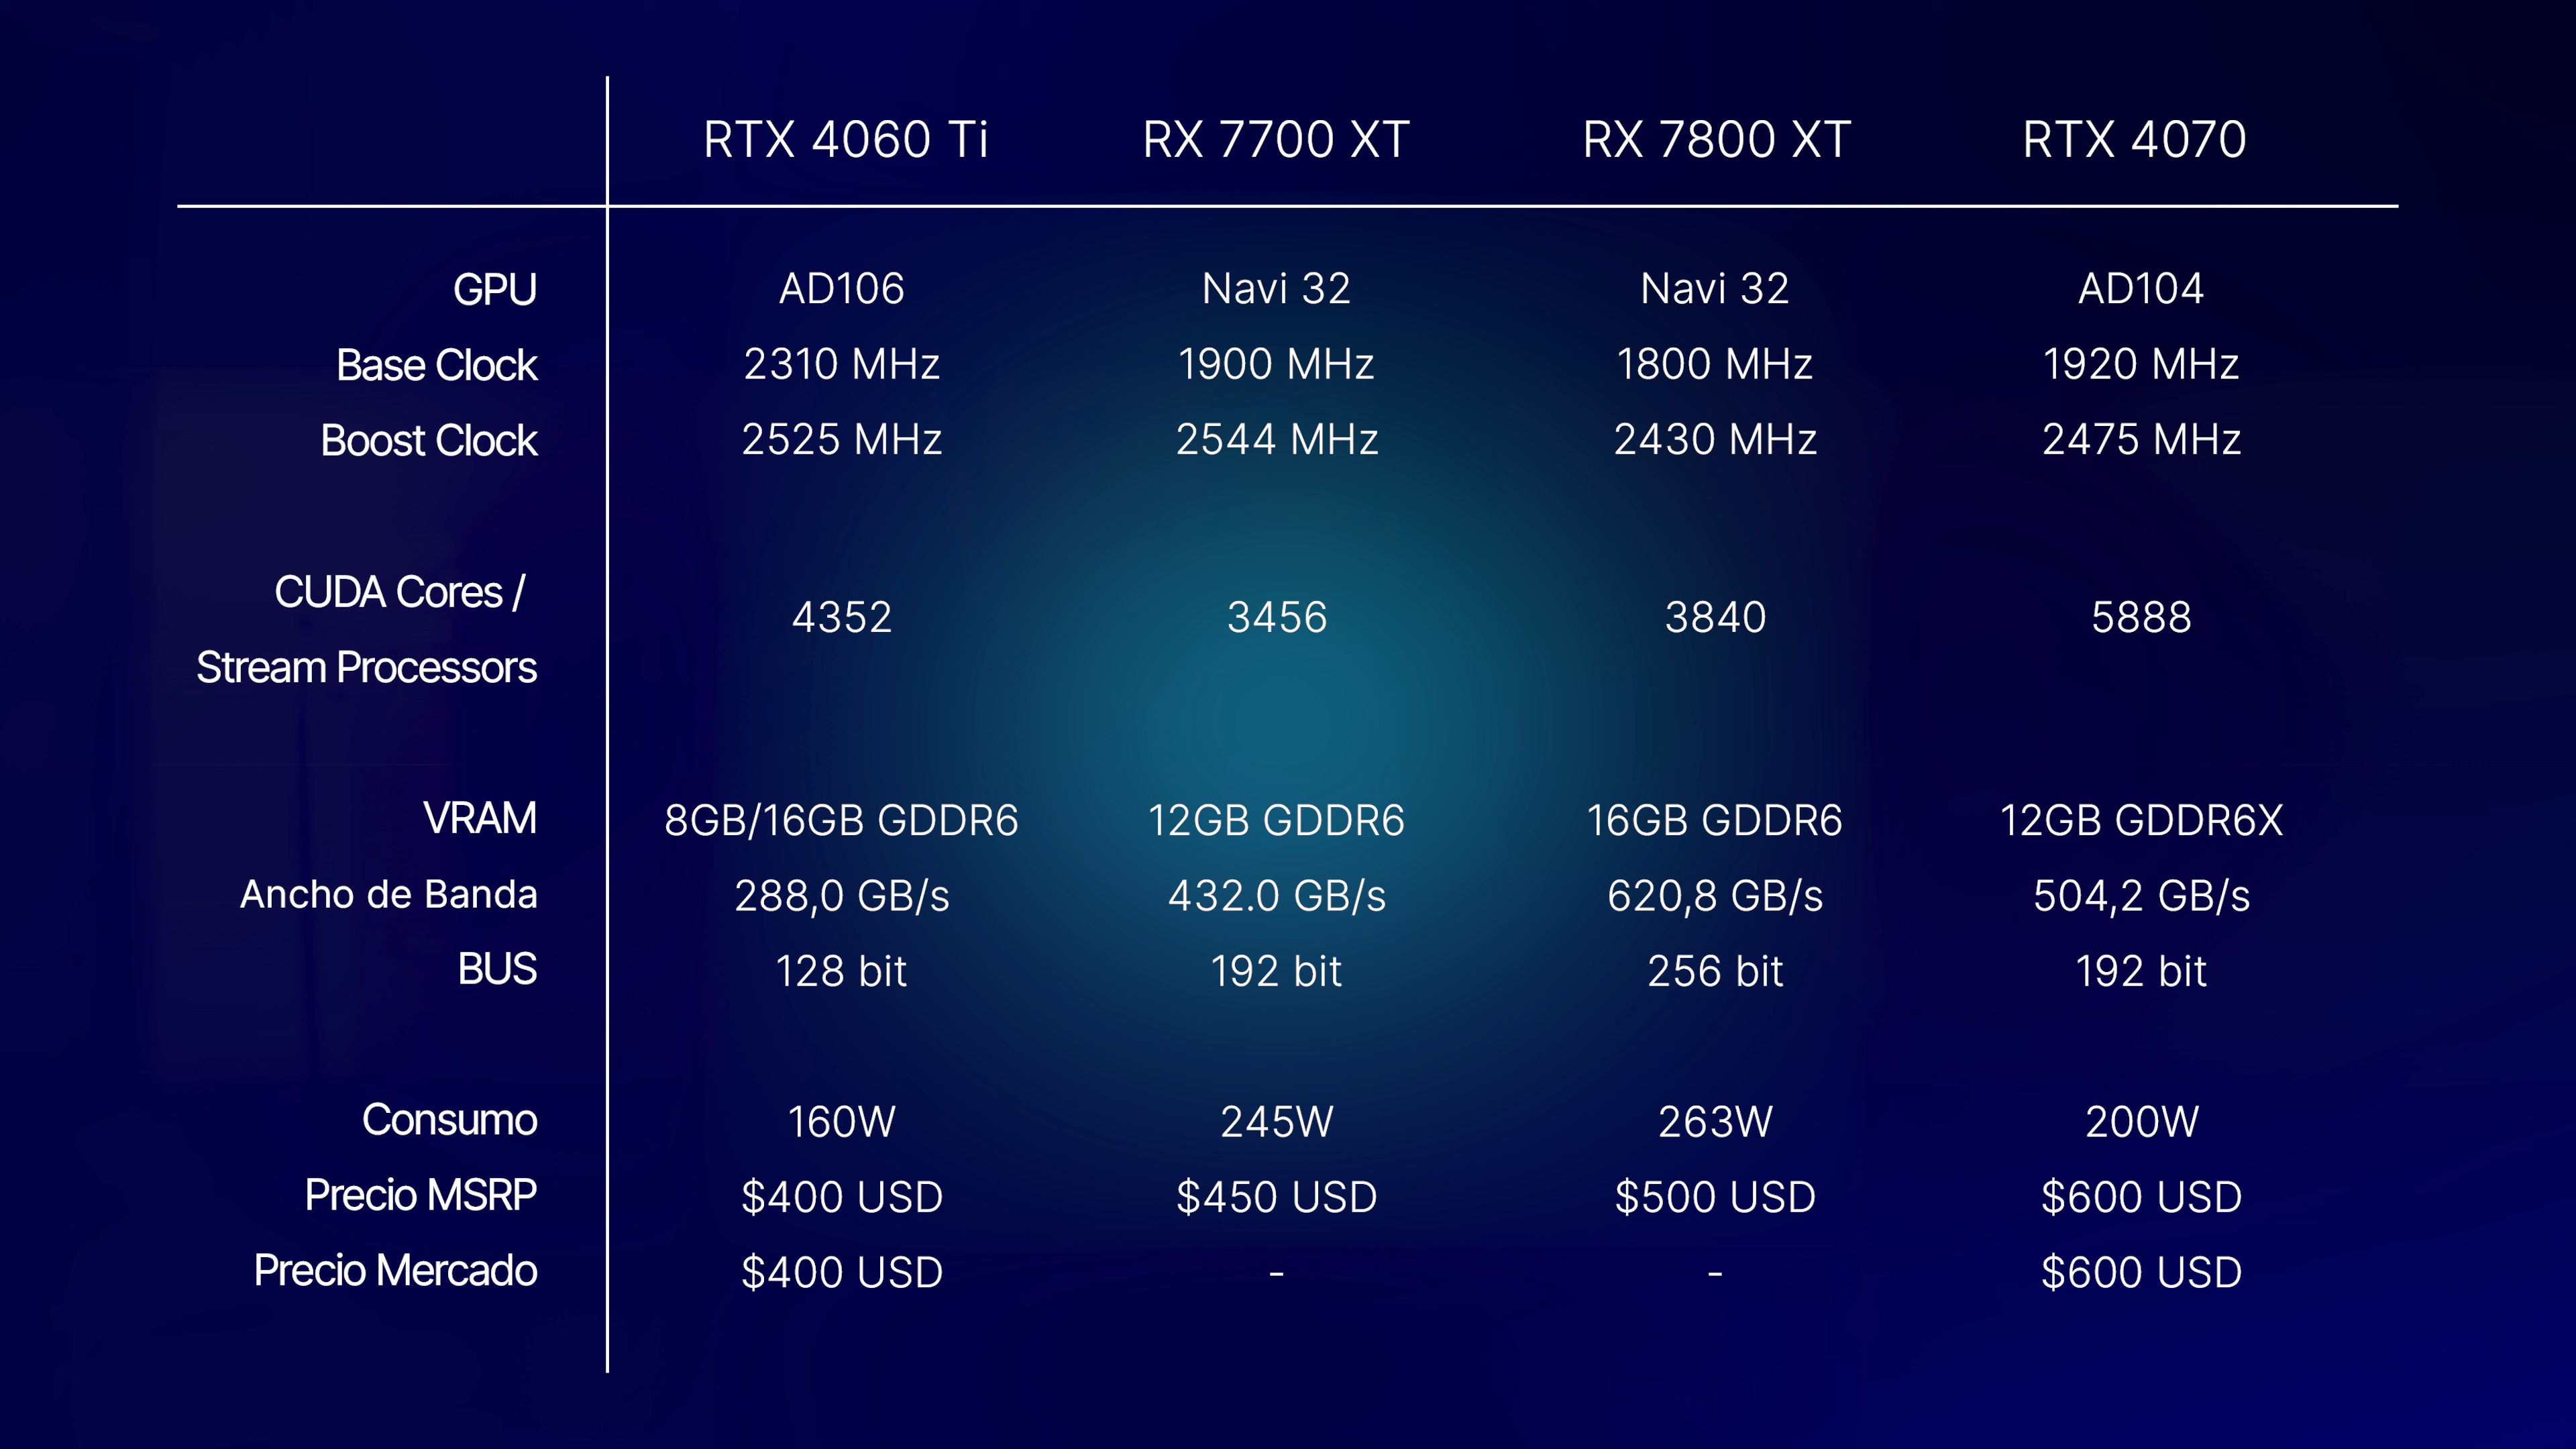 RTX 4060 Ti RX 7700 XT RX 7800 XT RTX 4070
GPU AD106 Navi 32 Navi 32 AD104
Base Clock 2310 MHz 1900 MHz 1800 MHz 1920 MHz
Boost Clock 2525 MHz 2544 MHz 2430 MHz 2475 MHz
CUDA Cores /
Stream Processors 4352 3456 3840 5888
VRAM 8GB/16GB GDDR6 12GB GDDR6 16GB GDDR6 12GB GDDR6X
Ancho de Banda 288,0 GB/s 432.0 GB/s 620,8 GB/s 504,2 GB/s
BUS 128 bit 192 bit 256 bit 192 bit
Consumo 160W 245W 263W 200W
Precio MSRP $400 USD $450 USD $500 USD $600 USD
Precio Mercado $400 USD - - $600 USD